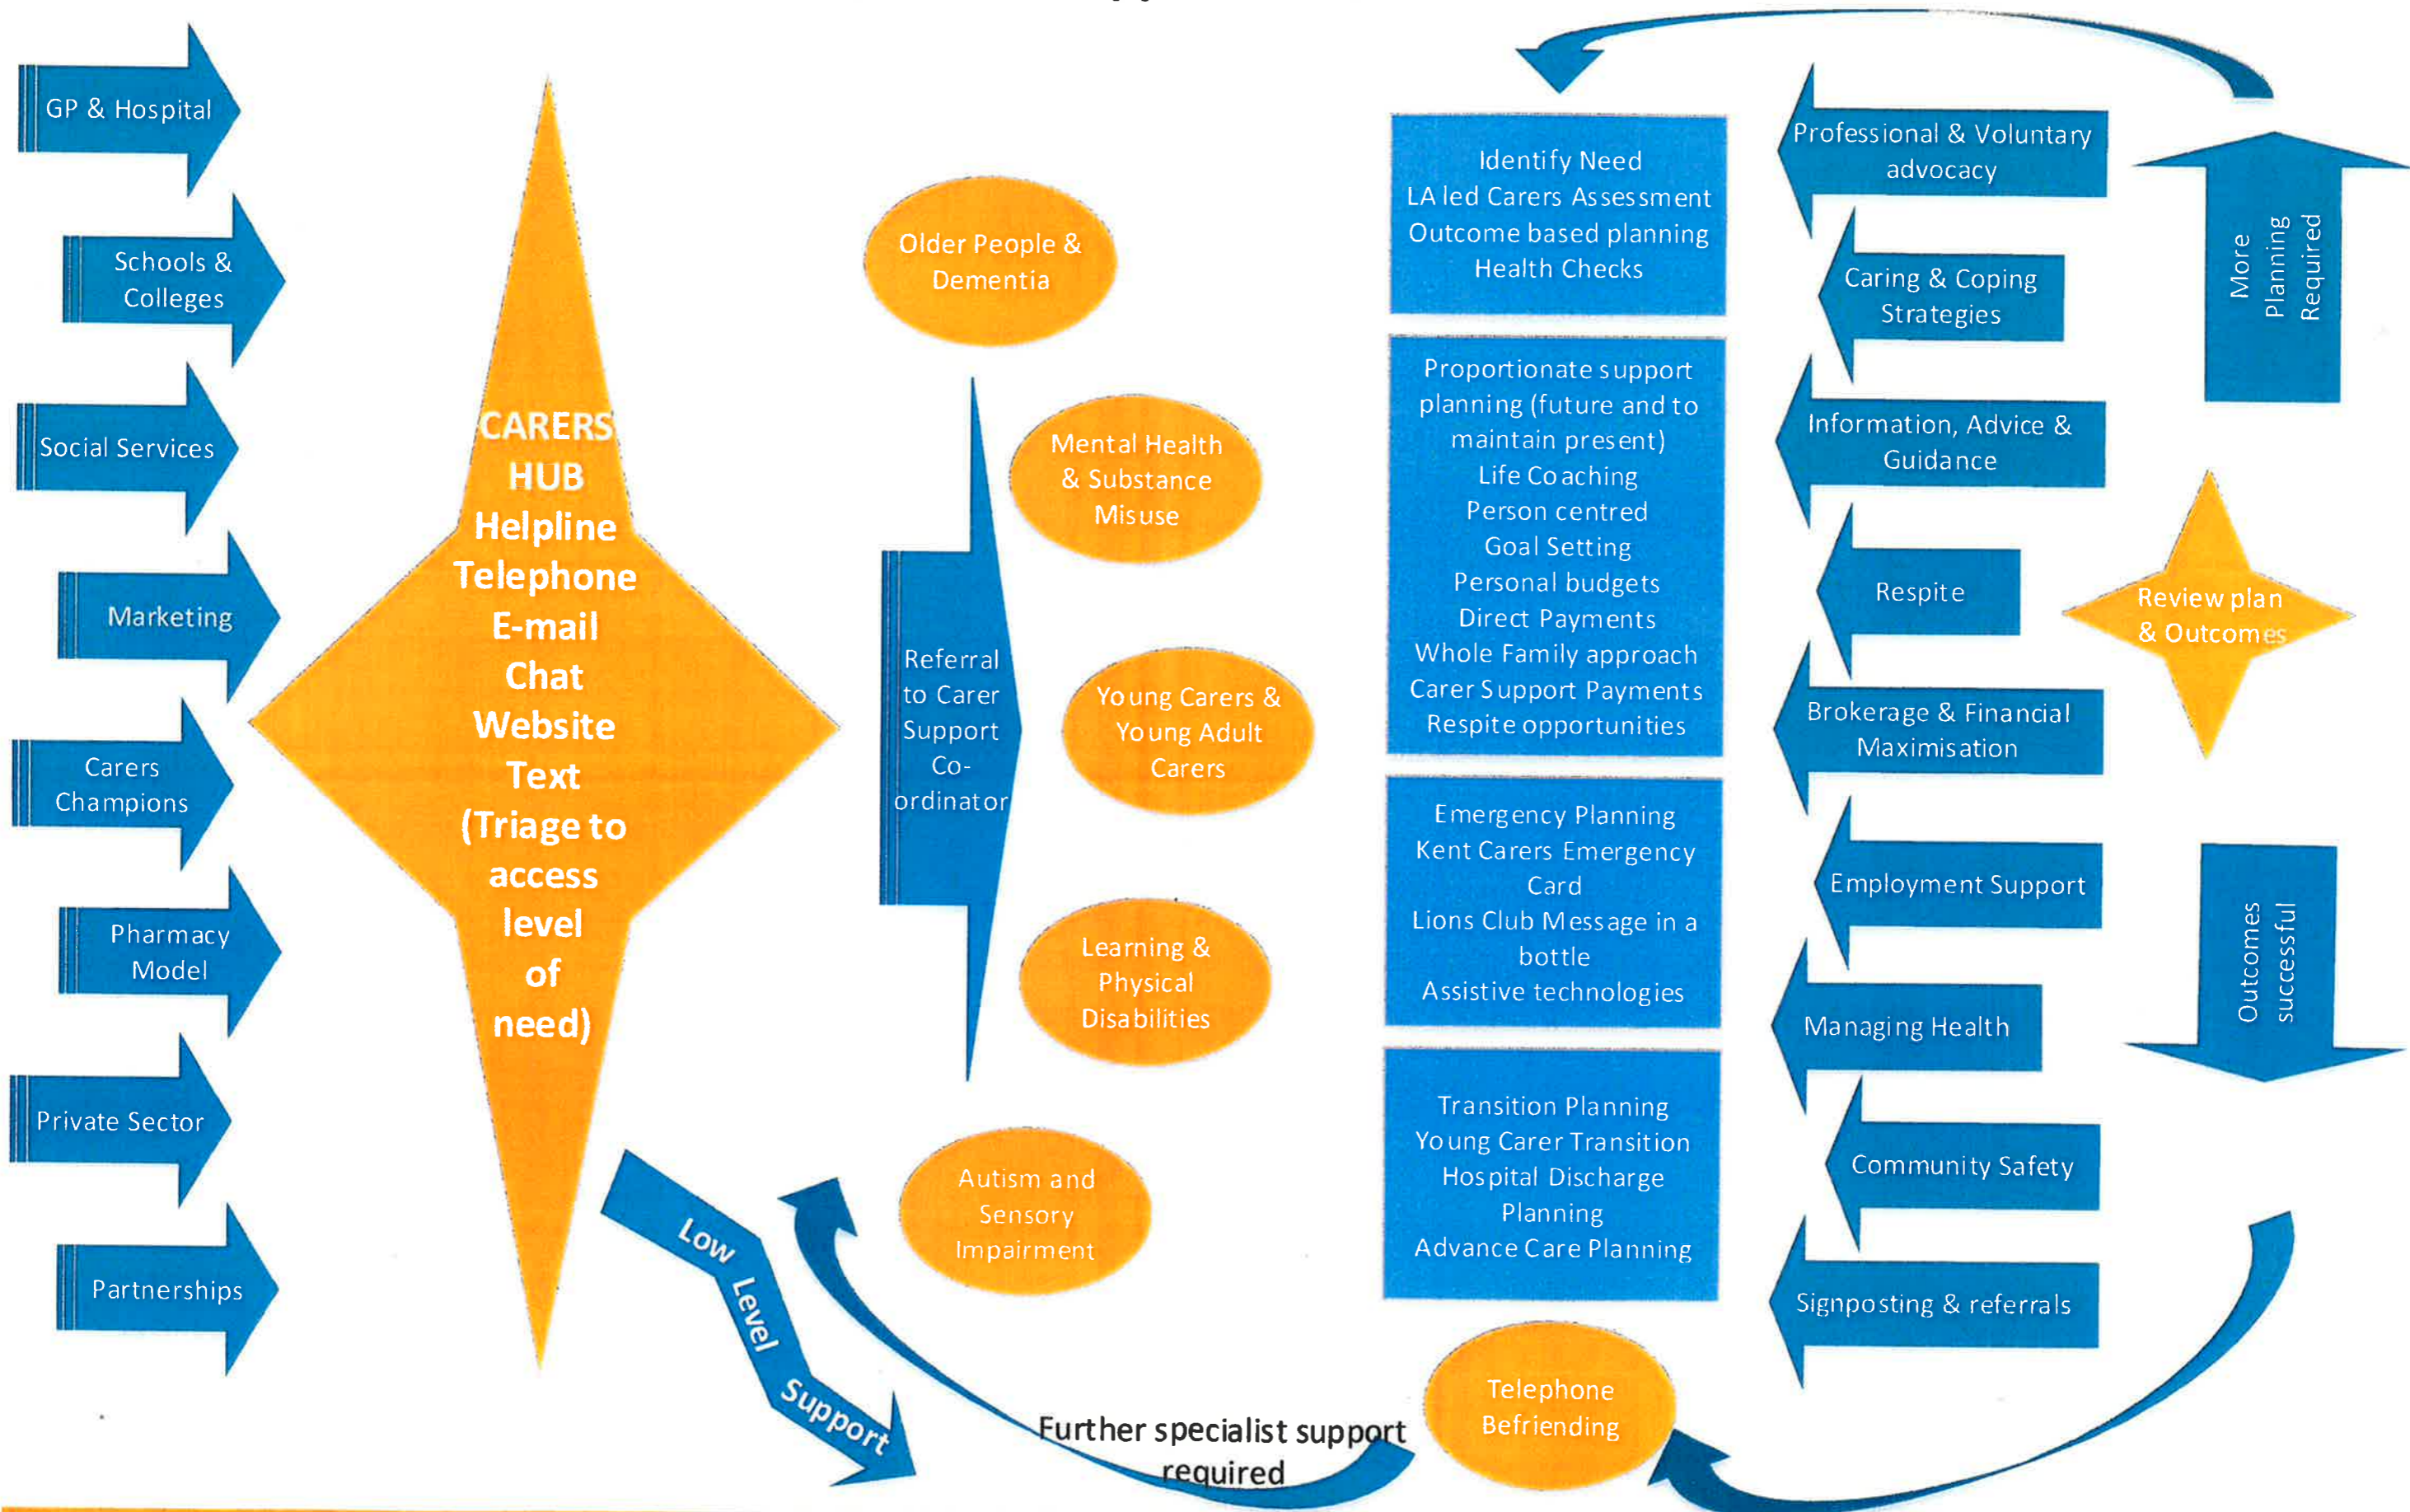 GP & Hospital
Schools &
Colleges
Social Services
Marketing
Carers
Champions
Pharmacy
Model
Private Sector
Partnerships
CARERS
HUB
Helpline
Telephone
E-mail
Chat
Website
Text
(Triage to
access
level
of
need)
Low Level Support
Referral
to Carer
Support
Co-
ordinator
Older People &
Dementia
Mental Health
& Substance
Misuse
Young Carers &
Young Adult
Carers
Learning &
Physical
Disabilities
Autism and
Sensory
Impairment
Further specialist support
required
Identify Need
LA led Carers Assessment
Outcome based planning
Health Checks
Proportionate support
planning (future and to
maintain present)
Life Coaching
Person centred
Goal Setting
Personal budgets
Direct Payments
Whole Family approach
Carer Support Payments
Respite opportunities
Emergency Planning
Kent Carers Emergency
Card
Lions Club Message in a
bottle
Assistive technologies
Transition Planning
Young Carer Transition
Hospital Discharge
Planning
Advance Care Planning
Telephone
Befriending
Professional & Voluntary
advocacy
Caring & Coping
Strategies
Information, Advice &
Guidance
Respite
Brokerage & Financial
Maximisation
Employment Support
Managing Health
Community Safety
Signposting & referrals
More
Planning
Required
Review plan
& Outcomes
Outcomes
successful